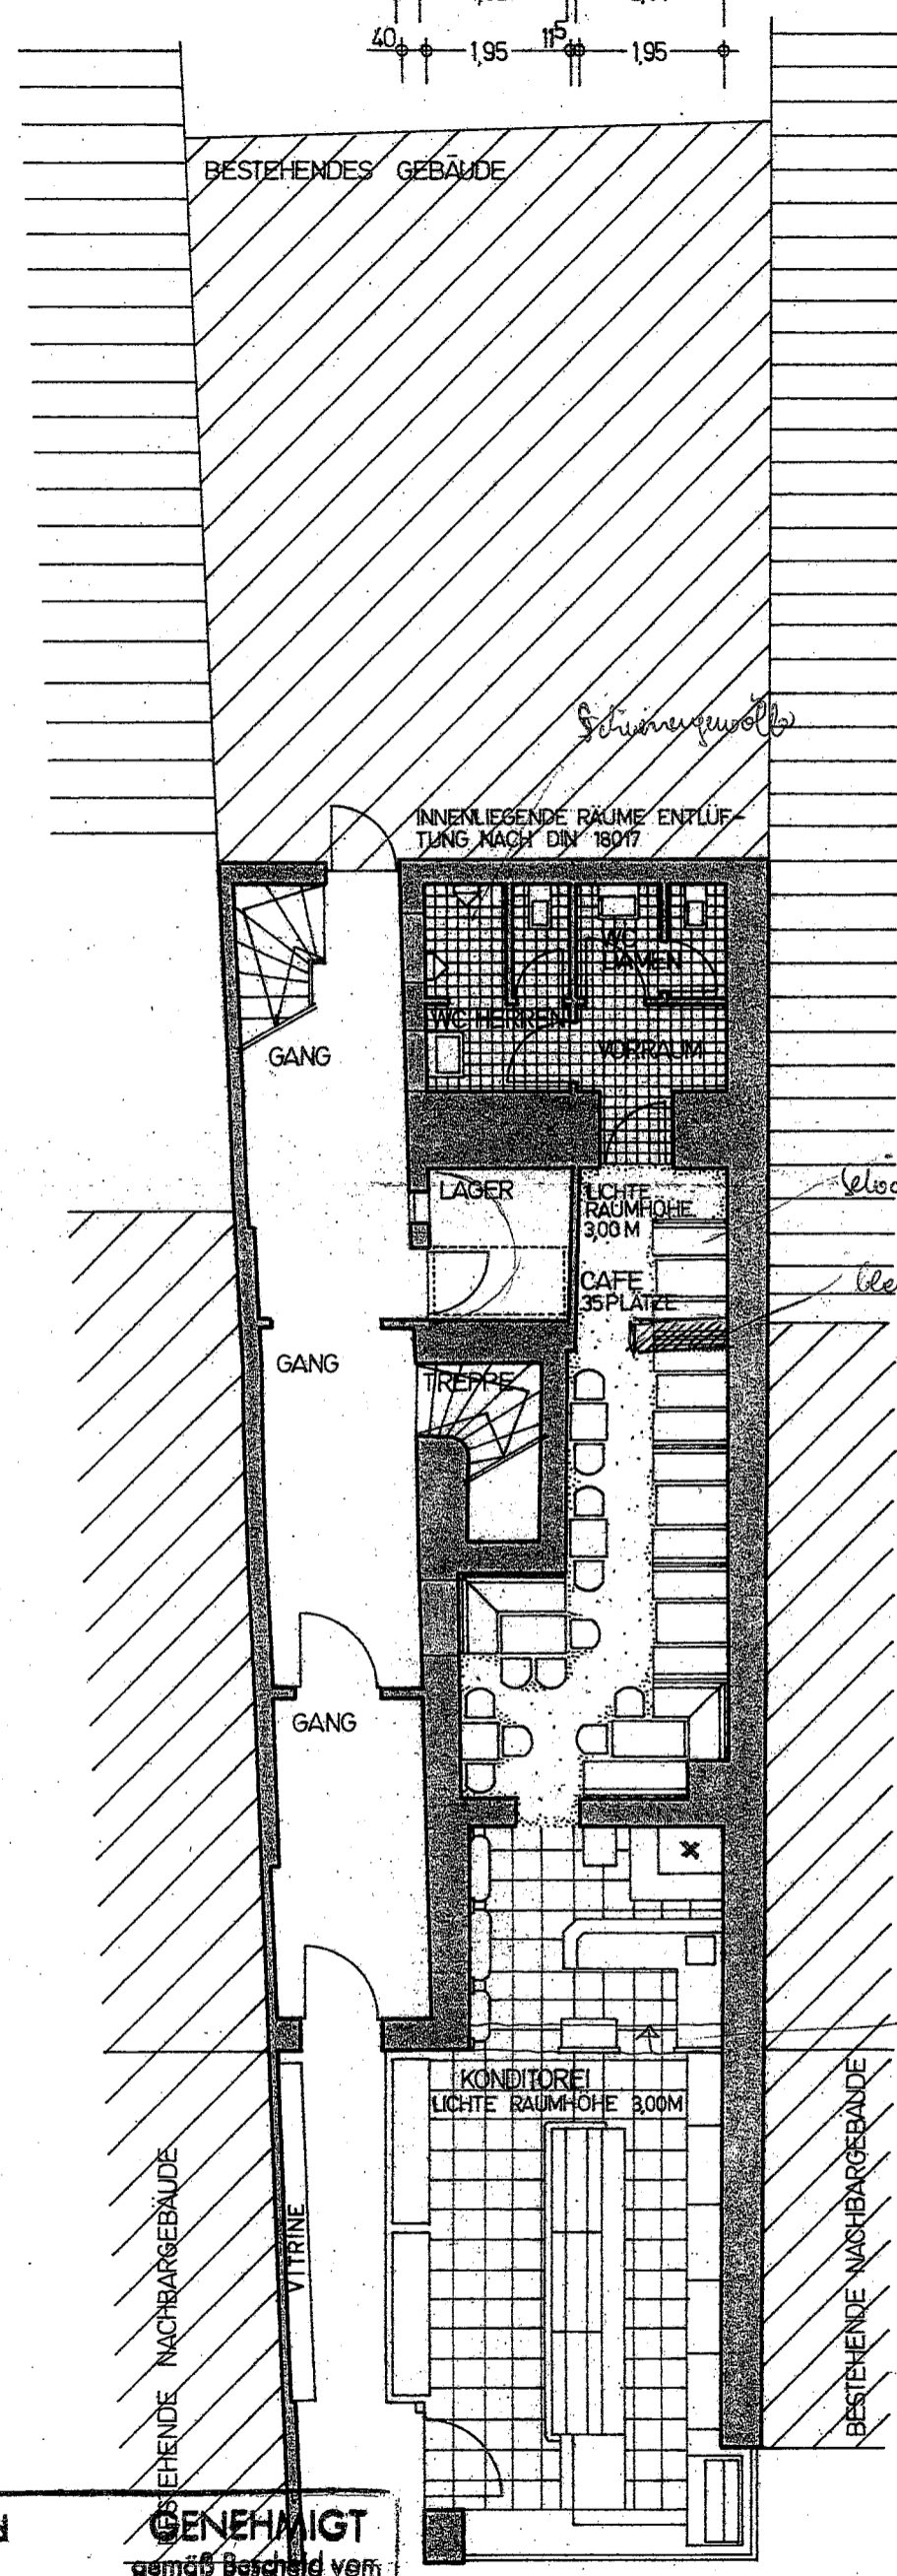 40 1,95 11⁵ 1,95
BESTEHENDES GEBÄUDE
INNENLIEGENDE RÄUME ENTLÜF-
TUNG NACH DIN 18017
WC
DAMEN
WC HERREN
VORRAUM
GANG
LAGER
LICHTE
RAUMHÖHE
3,00 M
CAFE
35 PLÄTZE
GANG
TREPPE
GANG
KONDITOREI
LICHTE RAUMHÖHE 3,00M
VITRINE
BESTEHENDE NACHBARGEBÄUDE
BESTEHENDE NACHBARGEBÄUDE
GENEHMIGT
gemäß Bescheid vom